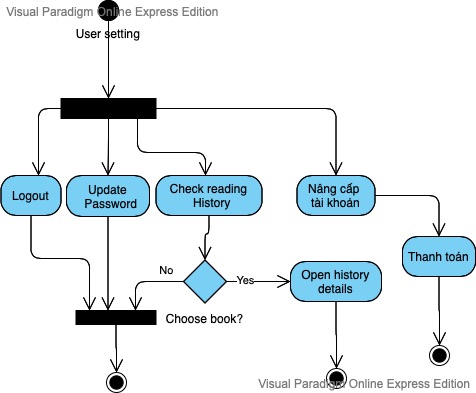 Visual Paradigm Online Express Edition
User setting
Logout
Update
Password
Check reading
History
Nâng cấp
tài khoản
Thanh toán
No
Yes
Open history
details
Choose book?
Visual Paradigm Online Express Edition